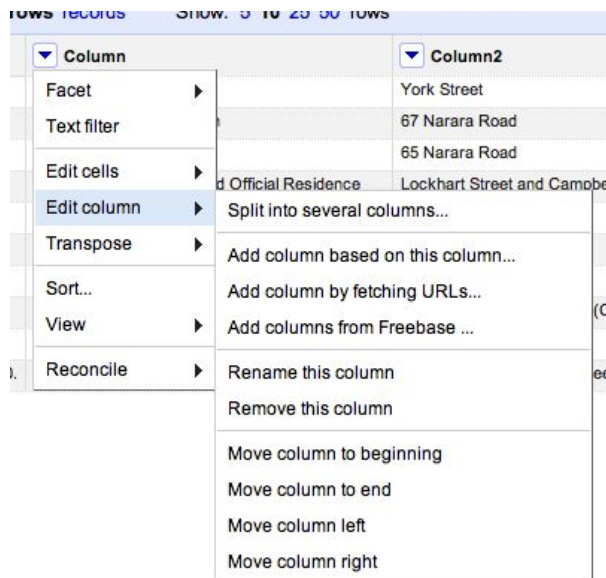 rows records Show: 5 10 25 50 rows
Column Column2
Facet
York Street
Text filter
67 Narara Road
65 Narara Road
Edit cells
d Official Residence Lockhart Street and Campbe
Edit column
Split into several columns...
Transpose
Add column based on this column...
Sort...
Add column by fetching URLs...
View
Add columns from Freebase ...
Reconcile
Rename this column
Remove this column
Move column to beginning
Move column to end
Move column left
Move column right